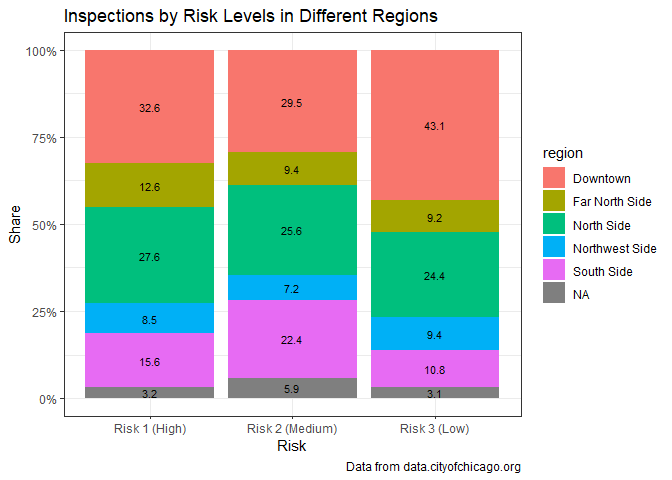 Inspections by Risk Levels in Different Regions
100%
75%
50%
25%
0%
Share
32.6
12.6
27.6
8.5
15.6
3.2
29.5
9.4
25.6
7.2
22.4
5.9
43.1
9.2
24.4
9.4
10.8
3.1
Risk 1 (High) Risk 2 (Medium) Risk 3 (Low)
Risk
region
Downtown
Far North Side
North Side
Northwest Side
South Side
NA
Data from data.cityofchicago.org